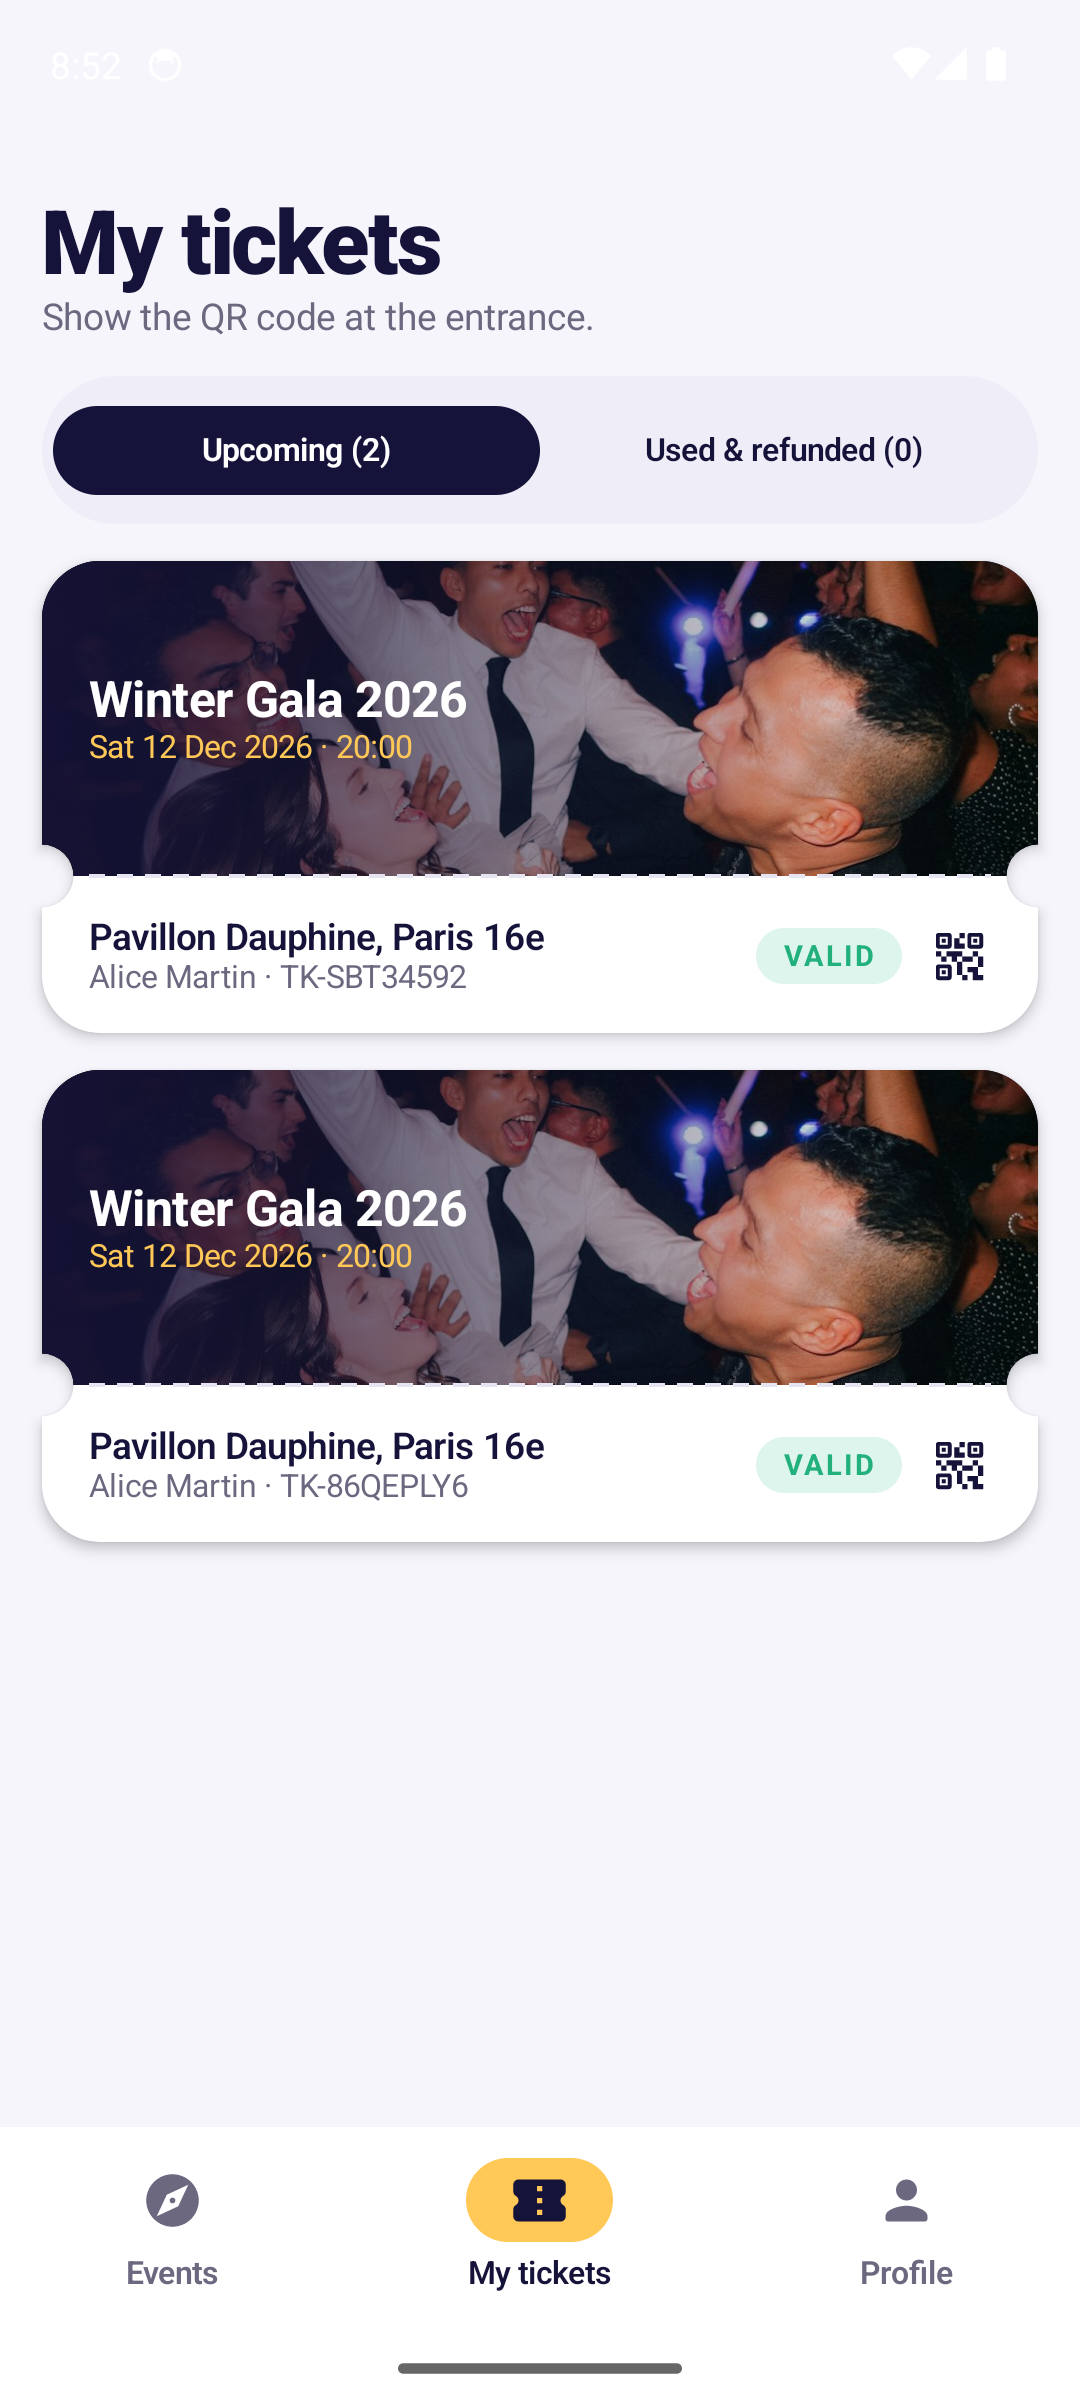 8:52
My tickets
Show the QR code at the entrance.
Upcoming (2)
Used & refunded (0)
Winter Gala 2026
Sat 12 Dec 2026 · 20:00
Pavillon Dauphine, Paris 16e
Alice Martin · TK-SBT34592
VALID
Winter Gala 2026
Sat 12 Dec 2026 · 20:00
Pavillon Dauphine, Paris 16e
Alice Martin · TK-86QEPLY6
VALID
Events
My tickets
Profile